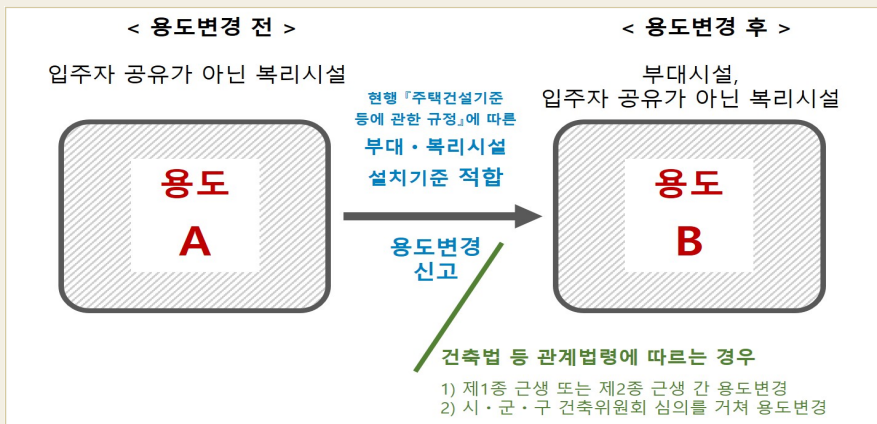 < 용도변경 전 >
입주자 공유가 아닌 복리시설
용도
A
현행 『주택건설기준
등에 관한 규정』에 따른
부대・복리시설
설치기준 적합
용도변경
신고
< 용도변경 후 >
부대시설,
입주자 공유가 아닌 복리시설
용도
B
건축법 등 관계법령에 따르는 경우
1) 제1종 근생 또는 제2종 근생 간 용도변경
2) 시・군・구 건축위원회 심의를 거쳐 용도변경